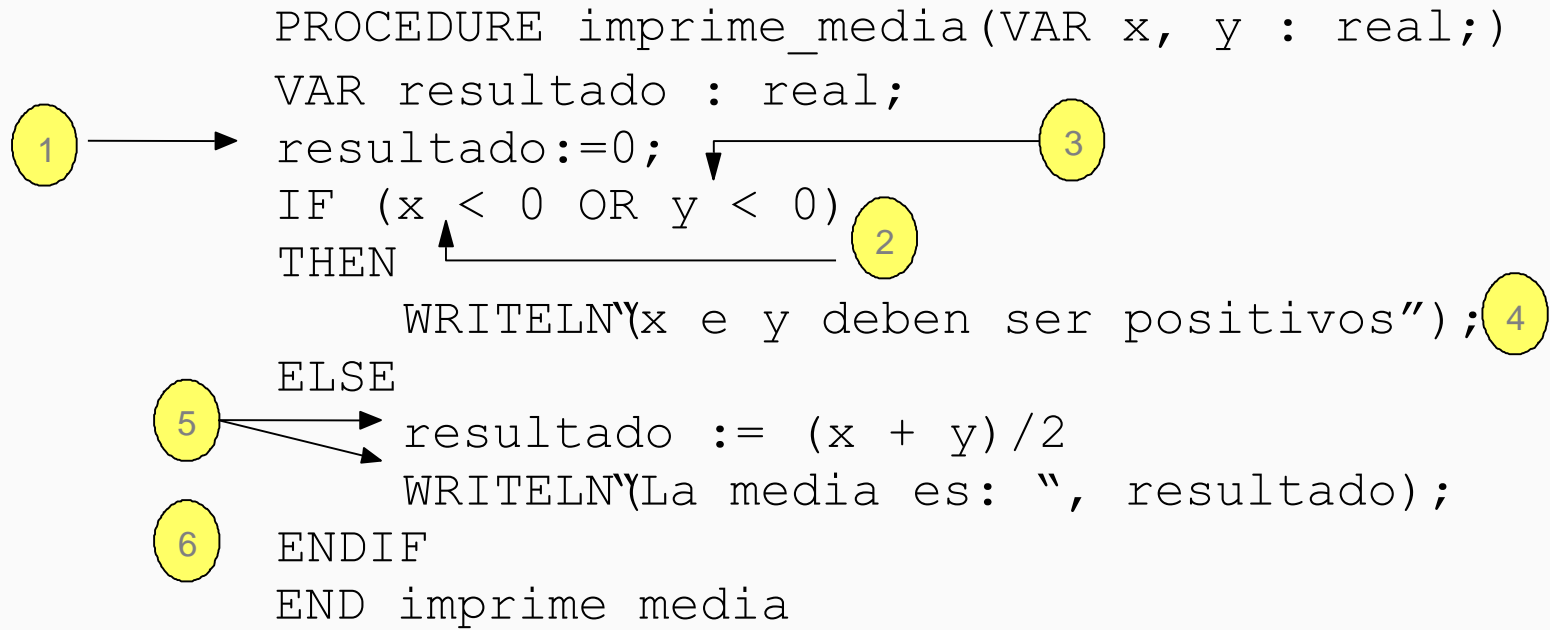 PROCEDURE imprime_media(VAR x, y : real;)
VAR resultado : real;
1
resultado:=0;
3
IF (x < 0 OR y < 0)
2
THEN
WRITELN(“x e y deben ser positivos”);
4
ELSE
5
resultado := (x + y)/2
WRITELN(“La media es: “, resultado);
6
ENDIF
END imprime media